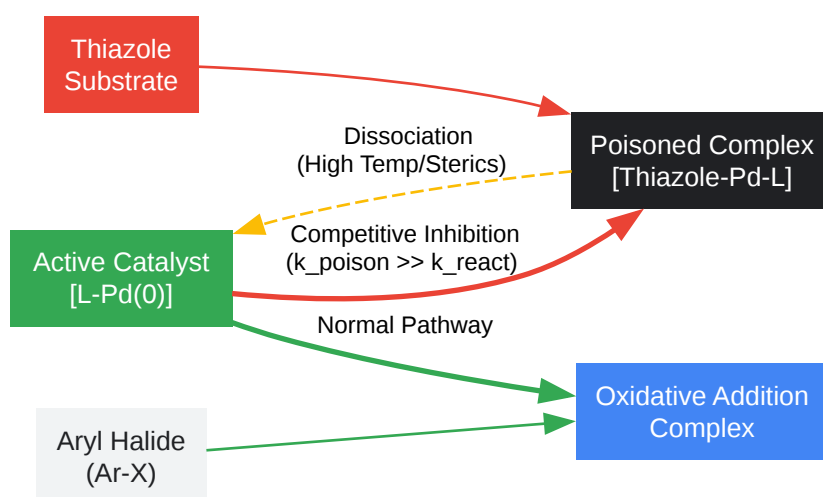 Thiazole
Substrate
Dissociation
(High Temp/Sterics)
Poisoned Complex
[Thiazole-Pd-L]
Active Catalyst
[L-Pd(0)]
Competitive Inhibition
(k_poison >> k_react)
Normal Pathway
Oxidative Addition
Complex
Aryl Halide
(Ar-X)